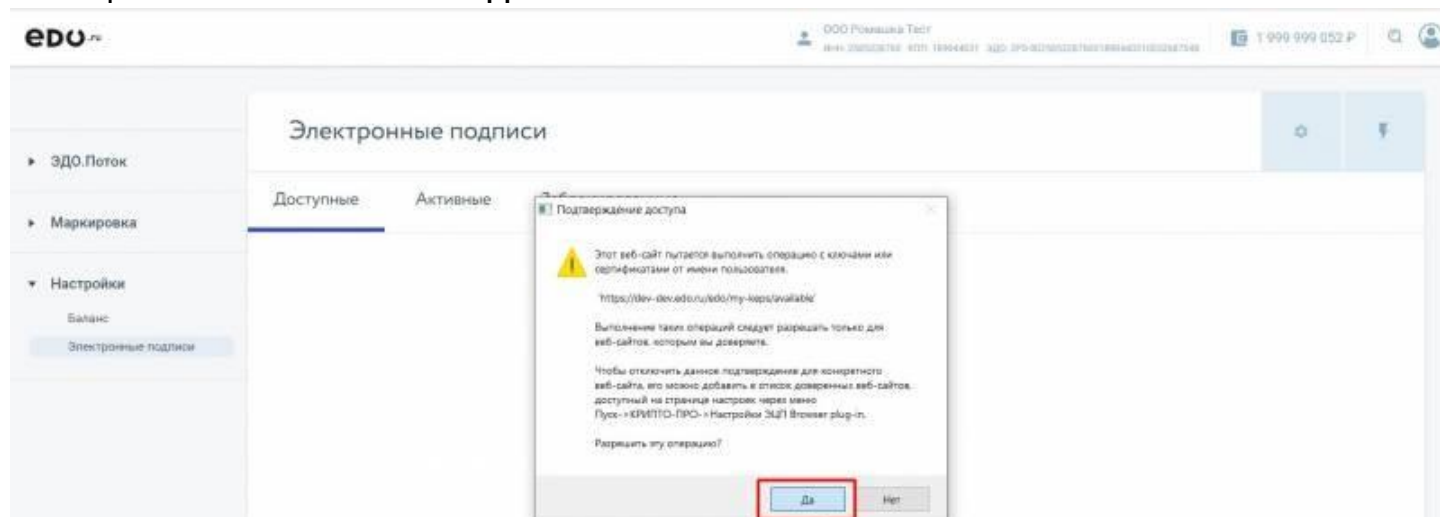 edo.ru
ООО Ромашка Тест
1 999 999 052 ₽
Электронные подписи
ЭДО.Поток
Доступные Активные
Подтверждение доступа
Маркировка
Этот веб-сайт пытается выполнить операцию с ключами или
сертификатами от имени пользователя.
Настройки
'https://dev-dev.edo.ru/edo/my-keps/available'
Баланс
Выполнение таких операций следует разрешать только для
веб-сайтов, которым вы доверяете.
Электронные подписи
Чтобы отключить данное подтверждение для конкретного
веб-сайта, его можно добавить в список доверенных веб-сайтов,
доступный на странице настроек через меню
Пуск->КРИПТО-ПРО->Настройки ЭЦП Browser plug-in.
Разрешить эту операцию?
Да Нет